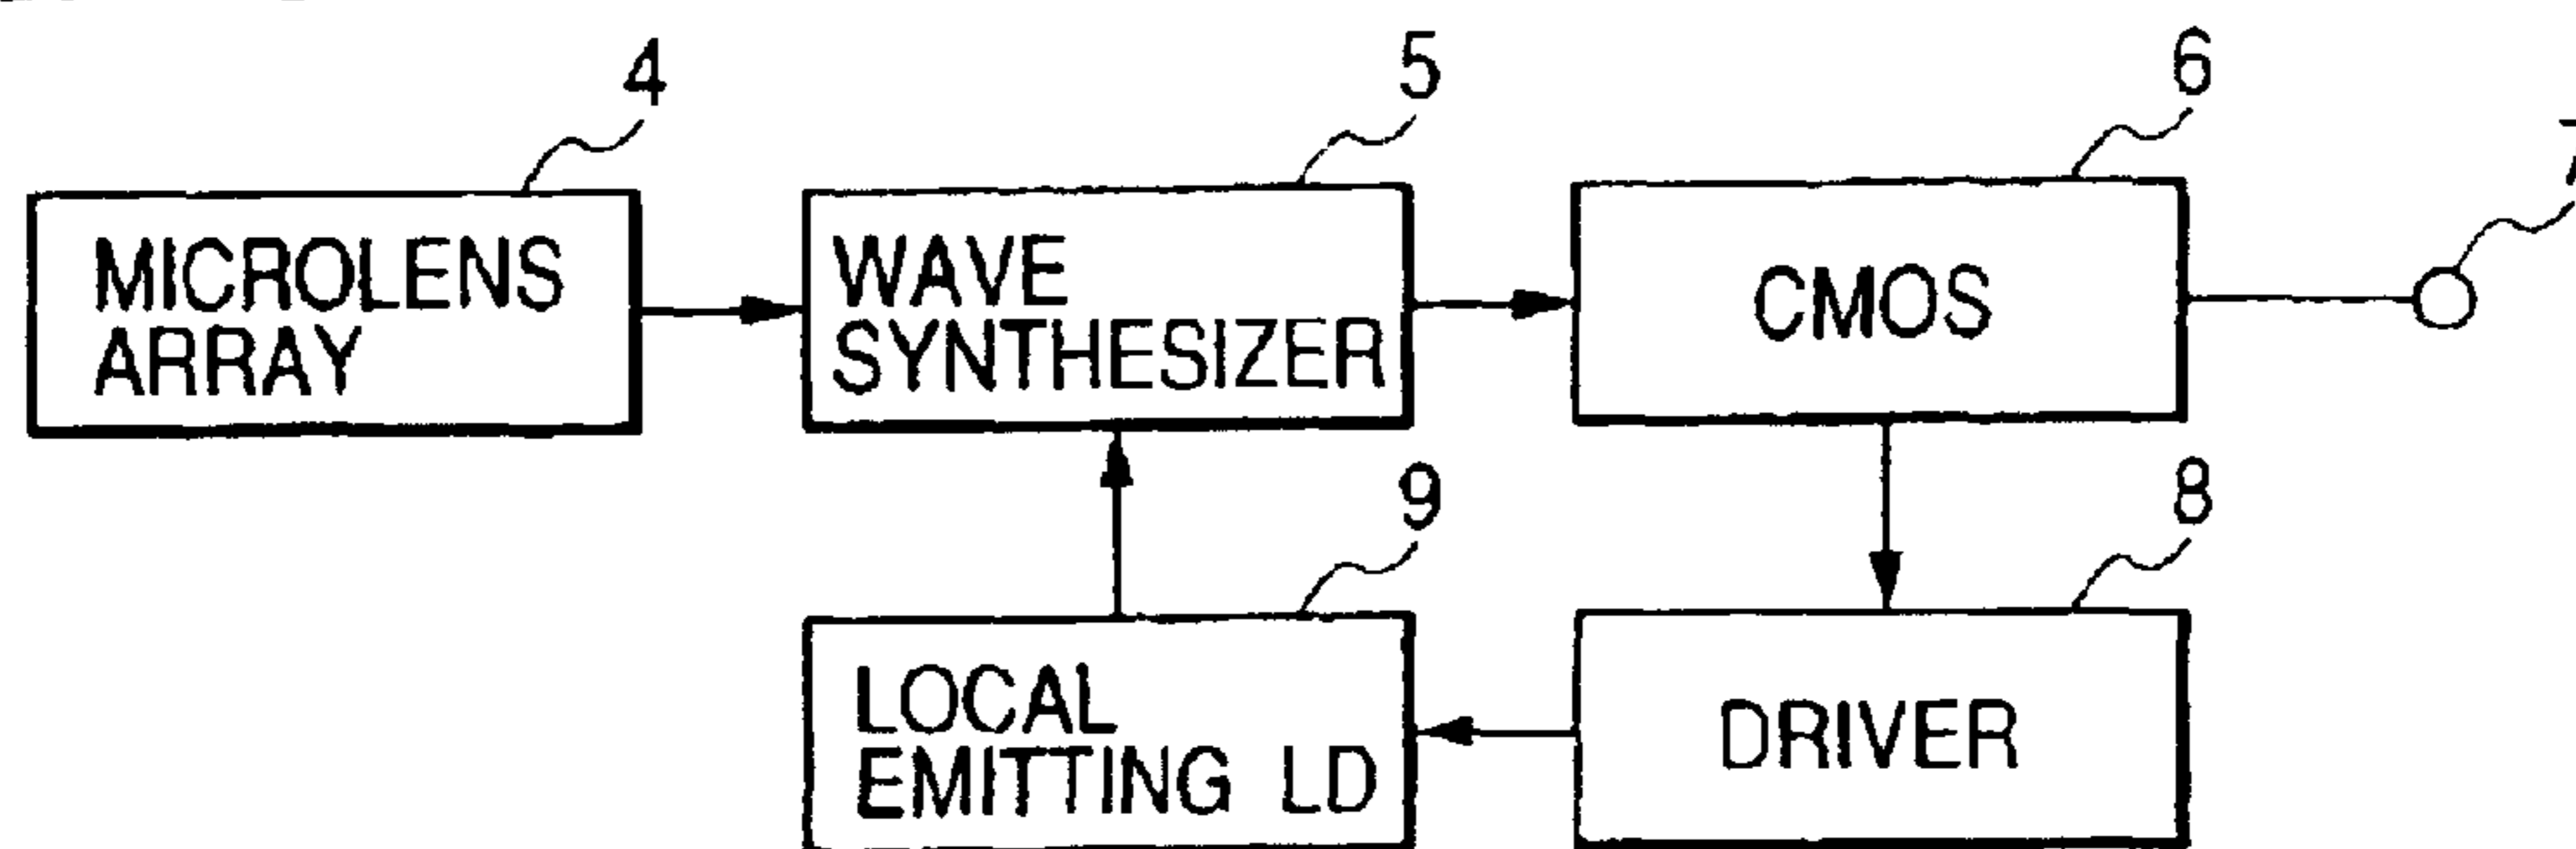 4
5
6
7
MICROLENS
ARRAY
WAVE
SYNTHESIZER
CMOS
9
8
LOCAL
EMITTING LD
DRIVER